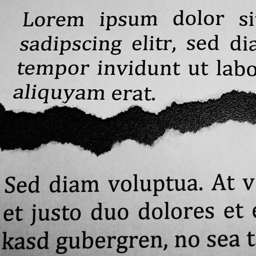 Lorem ipsum dolor si
sadipscing elitr, sed dia
tempor invidunt ut labo
aliquyam erat.
Sed diam voluptua. At v
et justo duo dolores et e
kasd gubergren, no sea t